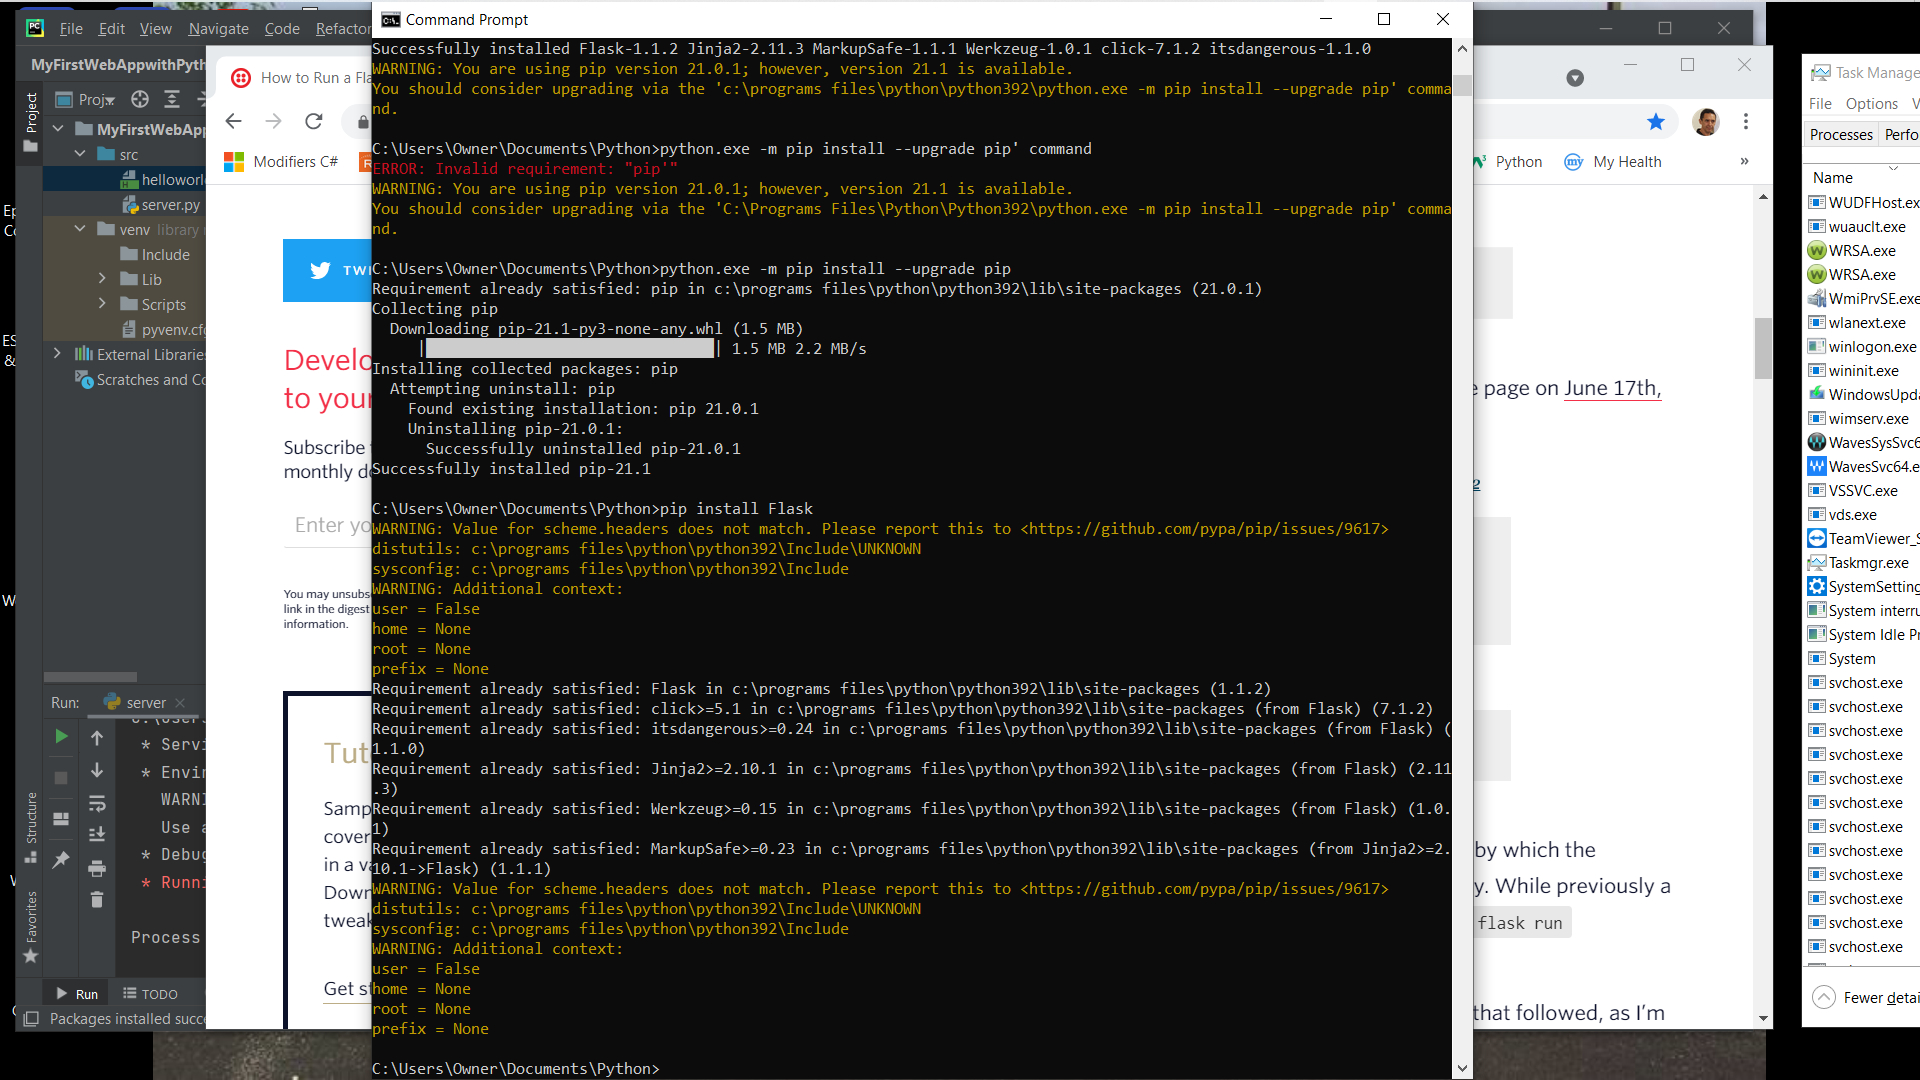 File Edit View Navigate Code Refactor
MyFirstWebAppwithPyth
Project
Proj
MyFirstWebApp
src
helloworl
server.py
venv library r
Include
Lib
Scripts
pyvenv.cfg
External Libraries
Scratches and Co
Run: server
* Servi
* Envir
WARNI
Use a
* Debug
* Runni
Process
Structure
Favorites
Run TODO
Packages installed succe
How to Run a Fla
Modifiers C#
TWE
Develo
to your
Subscribe
monthly de
Enter yo
You may unsubs
link in the digest
information.
Tut
Samp
cover
in a va
Down
tweak
Get st
Command Prompt
Successfully installed Flask-1.1.2 Jinja2-2.11.3 MarkupSafe-1.1.1 Werkzeug-1.0.1 click-7.1.2 itsdangerous-1.1.0
WARNING: You are using pip version 21.0.1; however, version 21.1 is available.
You should consider upgrading via the 'c:\programs files\python\python392\python.exe -m pip install --upgrade pip' comma
nd.
C:\Users\Owner\Documents\Python>python.exe -m pip install --upgrade pip' command
ERROR: Invalid requirement: "pip'"
WARNING: You are using pip version 21.0.1; however, version 21.1 is available.
You should consider upgrading via the 'C:\Programs Files\Python\Python392\python.exe -m pip install --upgrade pip' comma
nd.
C:\Users\Owner\Documents\Python>python.exe -m pip install --upgrade pip
Requirement already satisfied: pip in c:\programs files\python\python392\lib\site-packages (21.0.1)
Collecting pip
Downloading pip-21.1-py3-none-any.whl (1.5 MB)
| | 1.5 MB 2.2 MB/s
Installing collected packages: pip
Attempting uninstall: pip
Found existing installation: pip 21.0.1
Uninstalling pip-21.0.1:
Successfully uninstalled pip-21.0.1
Successfully installed pip-21.1
C:\Users\Owner\Documents\Python>pip install Flask
WARNING: Value for scheme.headers does not match. Please report this to <https://github.com/pypa/pip/issues/9617>
distutils: c:\programs files\python\python392\Include\UNKNOWN
sysconfig: c:\programs files\python\python392\Include
WARNING: Additional context:
user = False
home = None
root = None
prefix = None
Requirement already satisfied: Flask in c:\programs files\python\python392\lib\site-packages (1.1.2)
Requirement already satisfied: click>=5.1 in c:\programs files\python\python392\lib\site-packages (from Flask) (7.1.2)
Requirement already satisfied: itsdangerous>=0.24 in c:\programs files\python\python392\lib\site-packages (from Flask) (
1.1.0)
Requirement already satisfied: Jinja2>=2.10.1 in c:\programs files\python\python392\lib\site-packages (from Flask) (2.11
.3)
Requirement already satisfied: Werkzeug>=0.15 in c:\programs files\python\python392\lib\site-packages (from Flask) (1.0.
1)
Requirement already satisfied: MarkupSafe>=0.23 in c:\programs files\python\python392\lib\site-packages (from Jinja2>=2.
10.1->Flask) (1.1.1)
WARNING: Value for scheme.headers does not match. Please report this to <https://github.com/pypa/pip/issues/9617>
distutils: c:\programs files\python\python392\Include\UNKNOWN
sysconfig: c:\programs files\python\python392\Include
WARNING: Additional context:
user = False
home = None
root = None
prefix = None
C:\Users\Owner\Documents\Python>
Python My Health »
e page on June 17th,
by which the
y. While previously a
flask run
that followed, as I'm
Task Manage
File Options V
Processes Perfo
Name
WUDFHost.ex
wuauclt.exe
WRSA.exe
WRSA.exe
WmiPrvSE.exe
wlanext.exe
winlogon.exe
wininit.exe
WindowsUpda
wimserv.exe
WavesSysSvc6
WavesSvc64.e
VSSVC.exe
vds.exe
TeamViewer_S
Taskmgr.exe
SystemSetting
System interru
System Idle Pr
System
svchost.exe
svchost.exe
svchost.exe
svchost.exe
svchost.exe
svchost.exe
svchost.exe
svchost.exe
svchost.exe
svchost.exe
svchost.exe
svchost.exe
Fewer detai